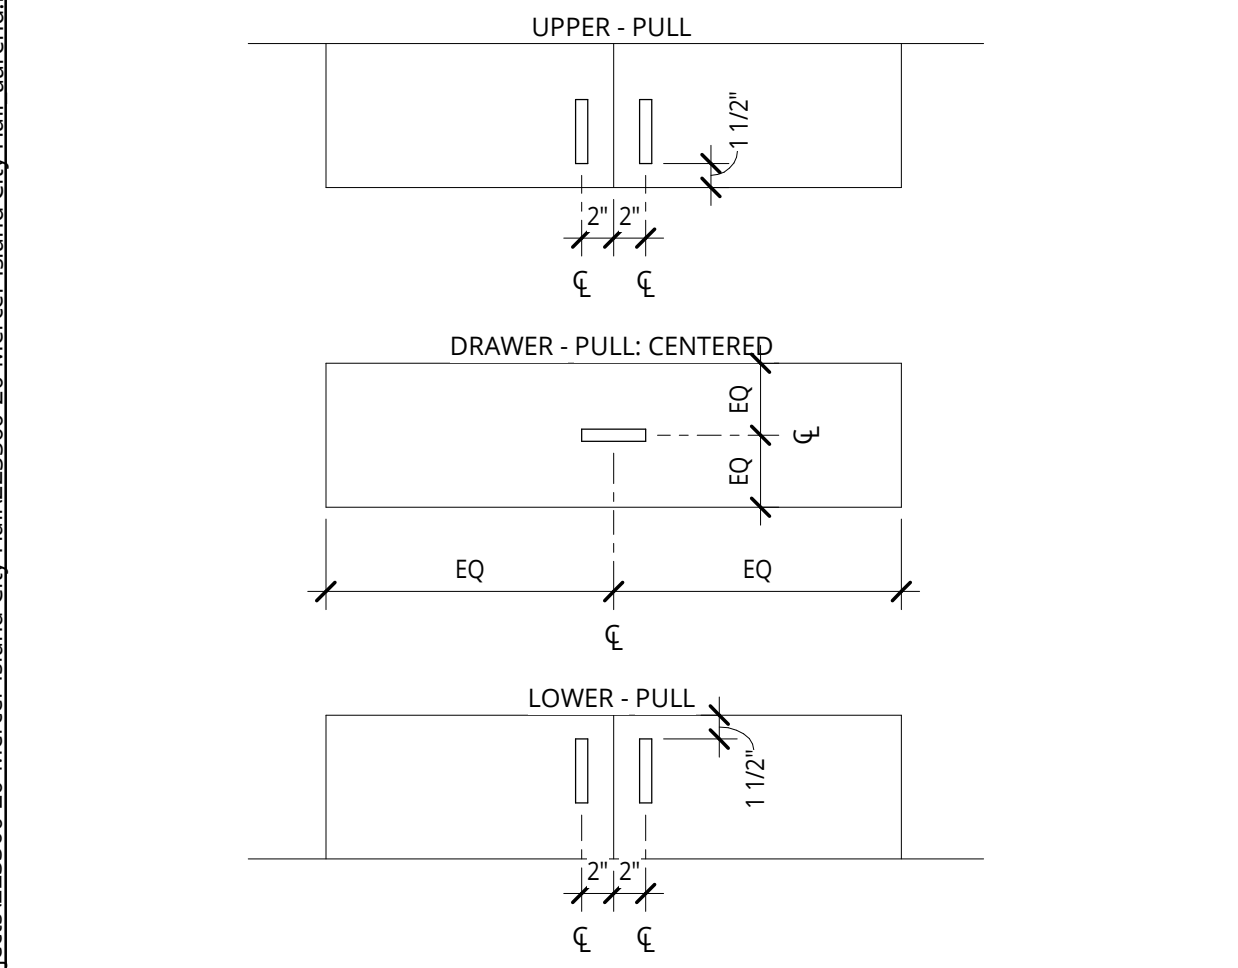 UPPER - PULL
1 1/2"
2" 2"
℄ ℄
DRAWER - PULL: CENTERED
EQ
℄
EQ
EQ EQ
℄
LOWER - PULL
1 1/2"
2" 2"
℄ ℄